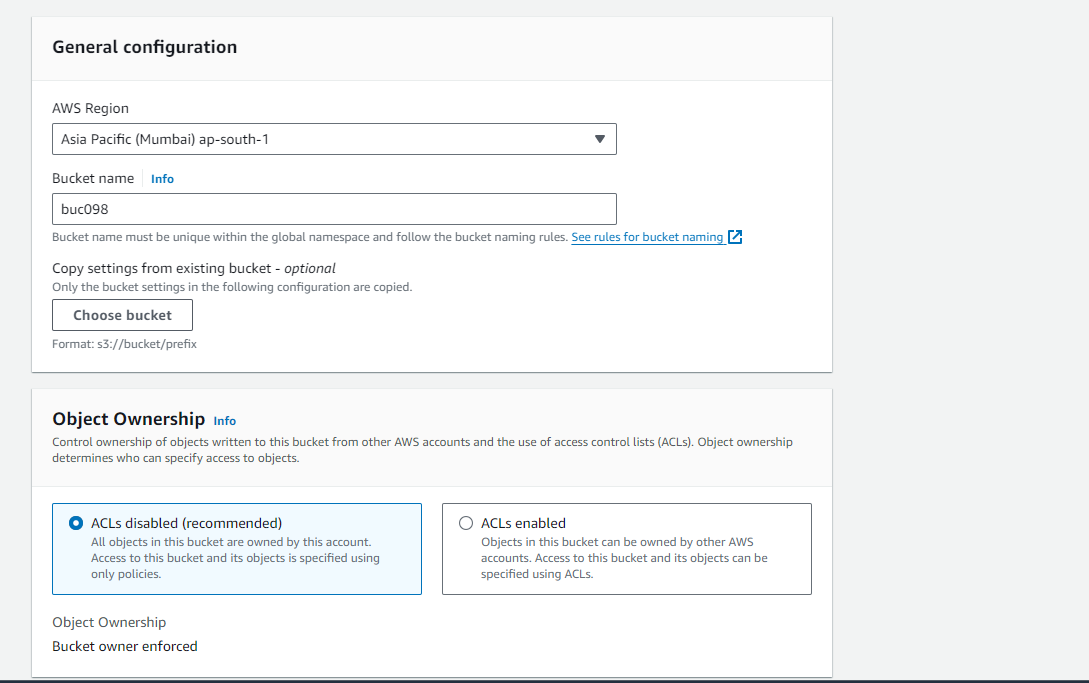 General configuration
AWS Region
Asia Pacific (Mumbai) ap-south-1
Bucket name Info
buc098
Bucket name must be unique within the global namespace and follow the bucket naming rules. See rules for bucket naming
Copy settings from existing bucket - optional
Only the bucket settings in the following configuration are copied.
Choose bucket
Format: s3://bucket/prefix
Object Ownership Info
Control ownership of objects written to this bucket from other AWS accounts and the use of access control lists (ACLs). Object ownership
determines who can specify access to objects.
ACLs disabled (recommended)
All objects in this bucket are owned by this account.
Access to this bucket and its objects is specified using
only policies.
ACLs enabled
Objects in this bucket can be owned by other AWS
accounts. Access to this bucket and its objects can be
specified using ACLs.
Object Ownership
Bucket owner enforced